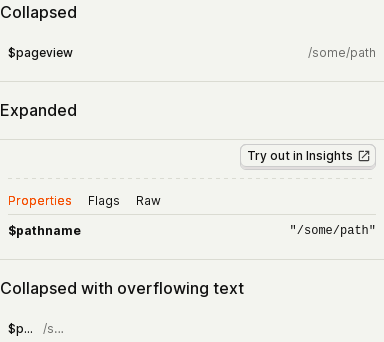 Collapsed
$pageview /some/path
Expanded
Try out in Insights
Properties Flags Raw
$pathname "/some/path"
Collapsed with overflowing text
$p... /s...